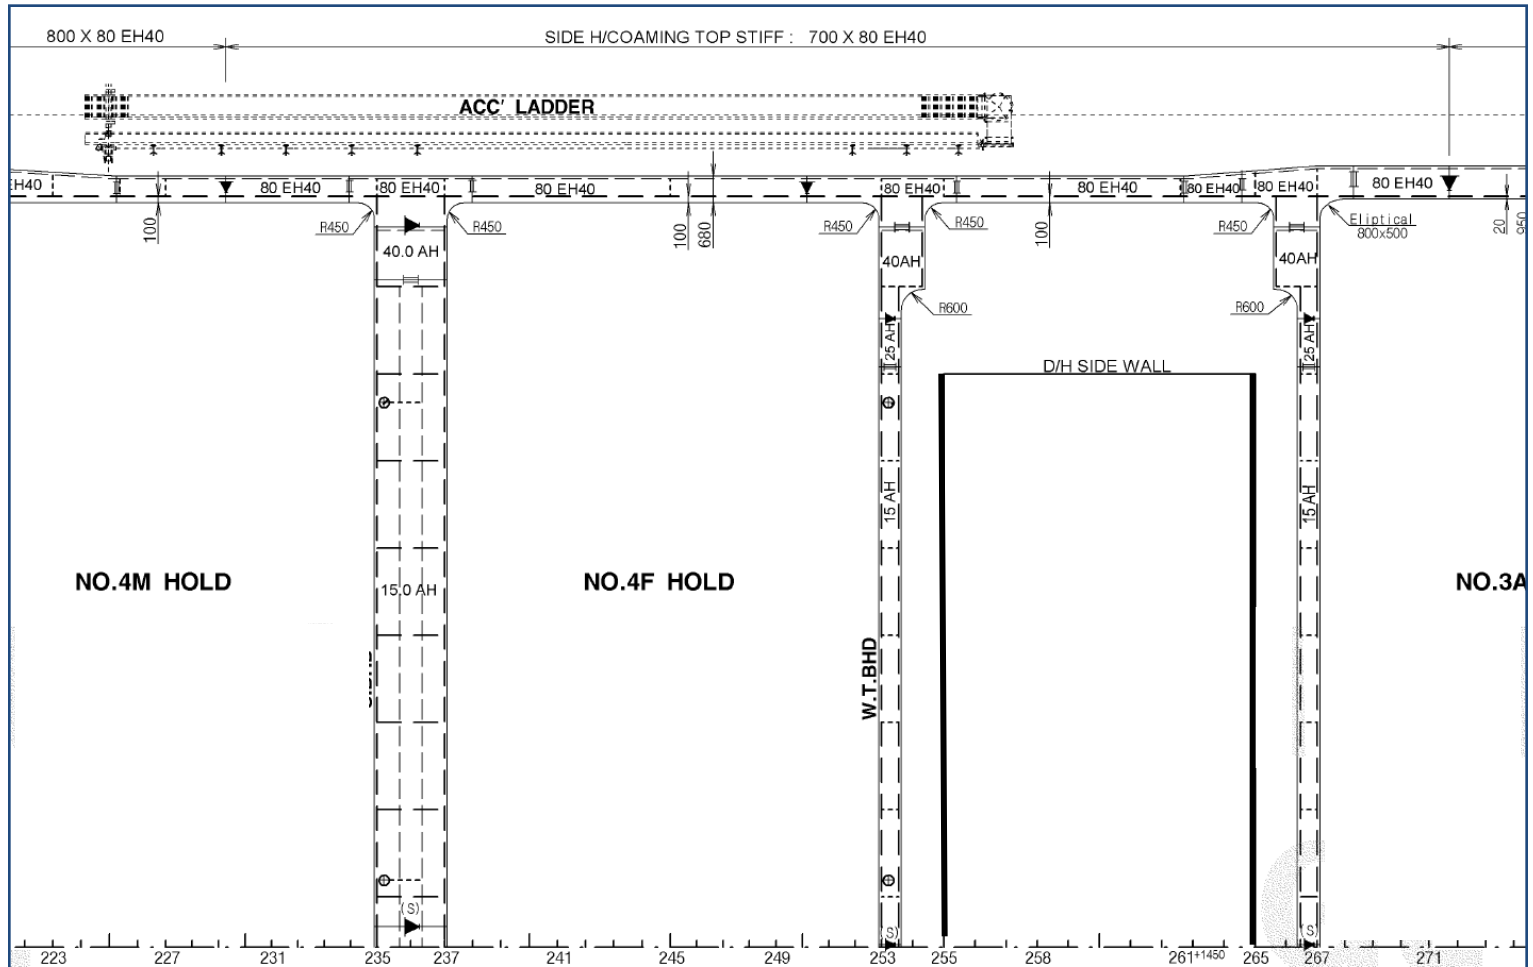 800 X 80 EH40
SIDE H/COAMING TOP STIFF : 700 X 80 EH40
ACC' LADDER
EH40
80 EH40
80 EH40
80 EH40
80 EH40
80 EH40
80 EH40
80 EH40
80 EH40
100
R450
R450
100
680
R450
R450
100
R450
Eliptical
800x500
20
950
40.0 AH
40AH
40AH
R600
R600
25 AH
25 AH
D/H SIDE WALL
15 AH
15 AH
NO.4M HOLD
15.0 AH
NO.4F HOLD
NO.3A
W.T.BHD
(S)
S)
(S)
223
227
231
235
237
241
245
249
253
255
258
261+1450
265
267
271